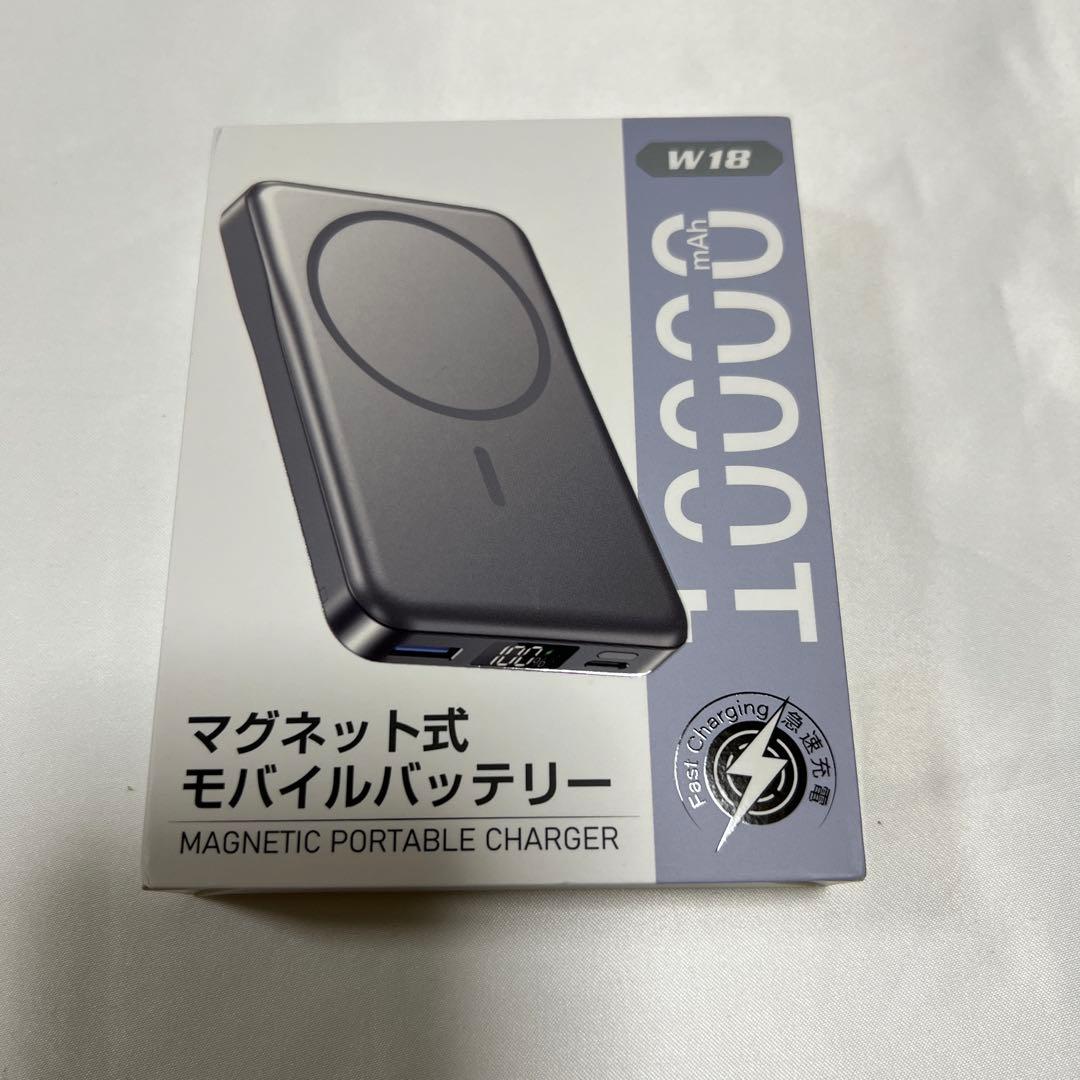 W18
10000
mAh
100%
マグネット式
モバイルバッテリー
MAGNETIC PORTABLE CHARGER
Fast Charging 急速充電